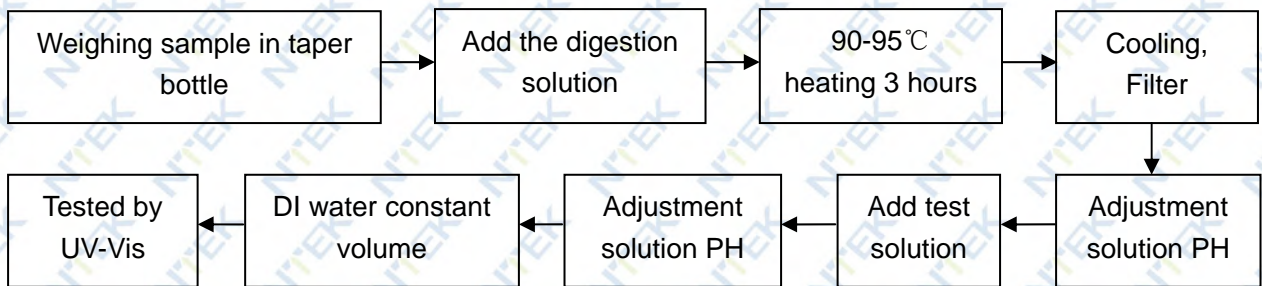 Weighing sample in taper
bottle
Add the digestion
solution
90-95℃
heating 3 hours
Cooling,
Filter
Adjustment
solution PH
Add test
solution
Adjustment
solution PH
DI water constant
volume
Tested by
UV-Vis